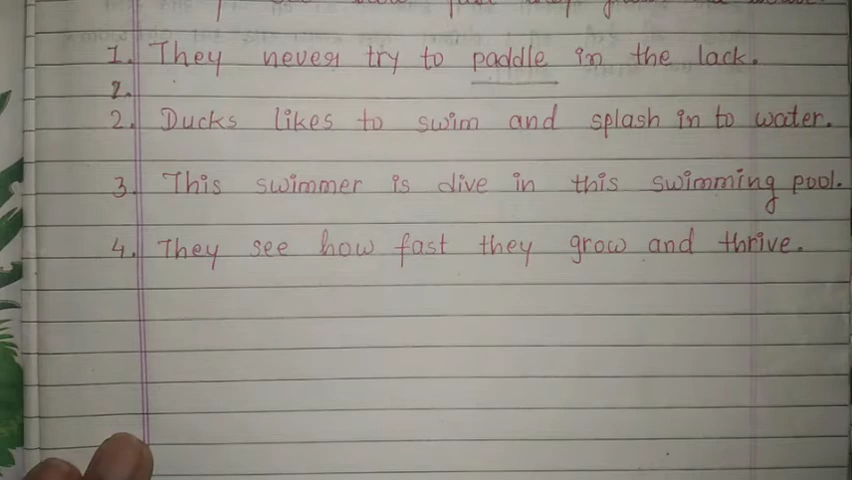 1. They never try to paddle in the lack.
2.
2. Ducks likes to swim and splash in to water.
3. This swimmer is dive in this swimming pool.
4. They see how fast they grow and thrive.